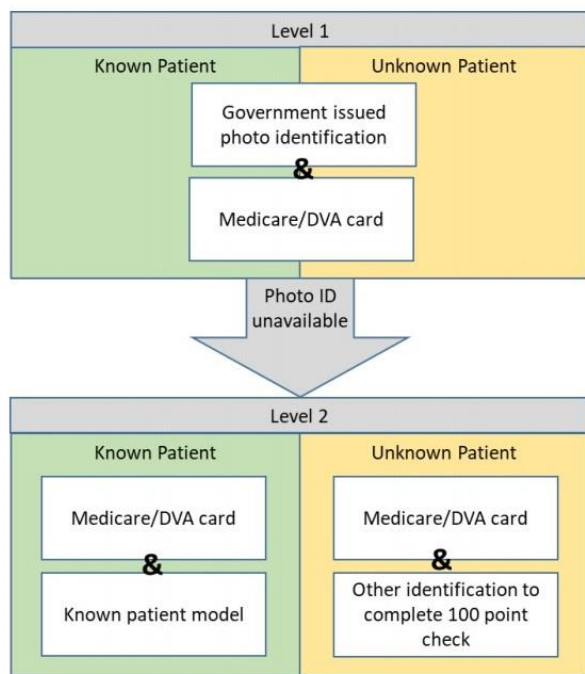 Level 1
Known Patient
Unknown Patient
Government issued
photo identification
&
Medicare/DVA card
Photo ID
unavailable
Level 2
Known Patient
Unknown Patient
Medicare/DVA card
&
Known patient model
Medicare/DVA card
&
Other identification to
complete 100 point
check